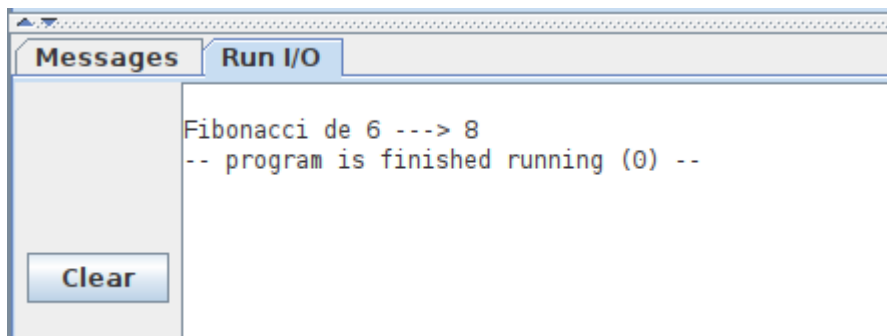 Messages Run I/O
Fibonacci de 6 ---> 8
-- program is finished running (0) --
Clear